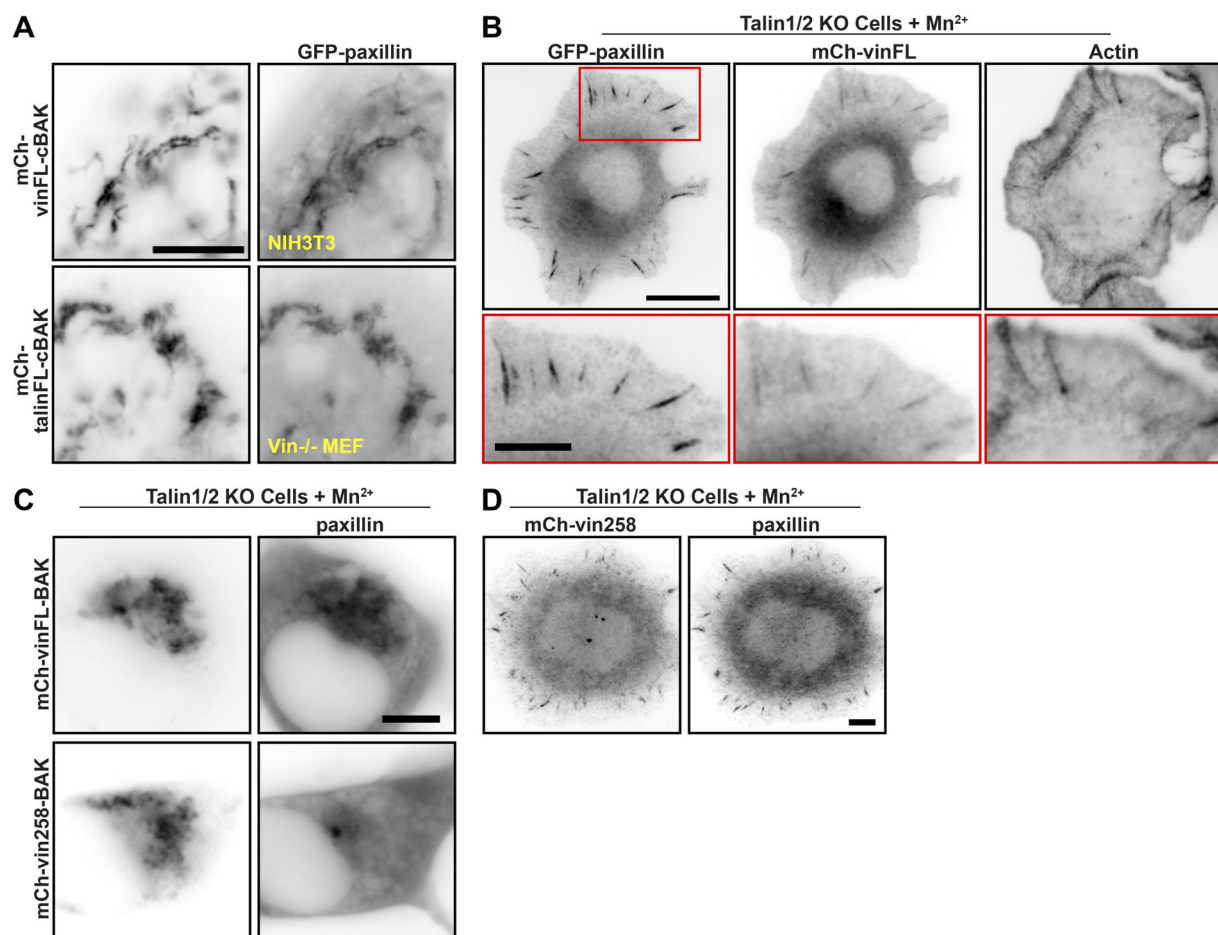 A
GFP-paxillin
mCh-
vinFL-cBAK
NIH3T3
mCh-
talinFL-cBAK
Vin-/- MEF
B
Talin1/2 KO Cells + Mn²⁺
GFP-paxillin
mCh-vinFL
Actin
C
Talin1/2 KO Cells + Mn²⁺
paxillin
mCh-vinFL-BAK
mCh-vin258-BAK
D
Talin1/2 KO Cells + Mn²⁺
mCh-vin258
paxillin